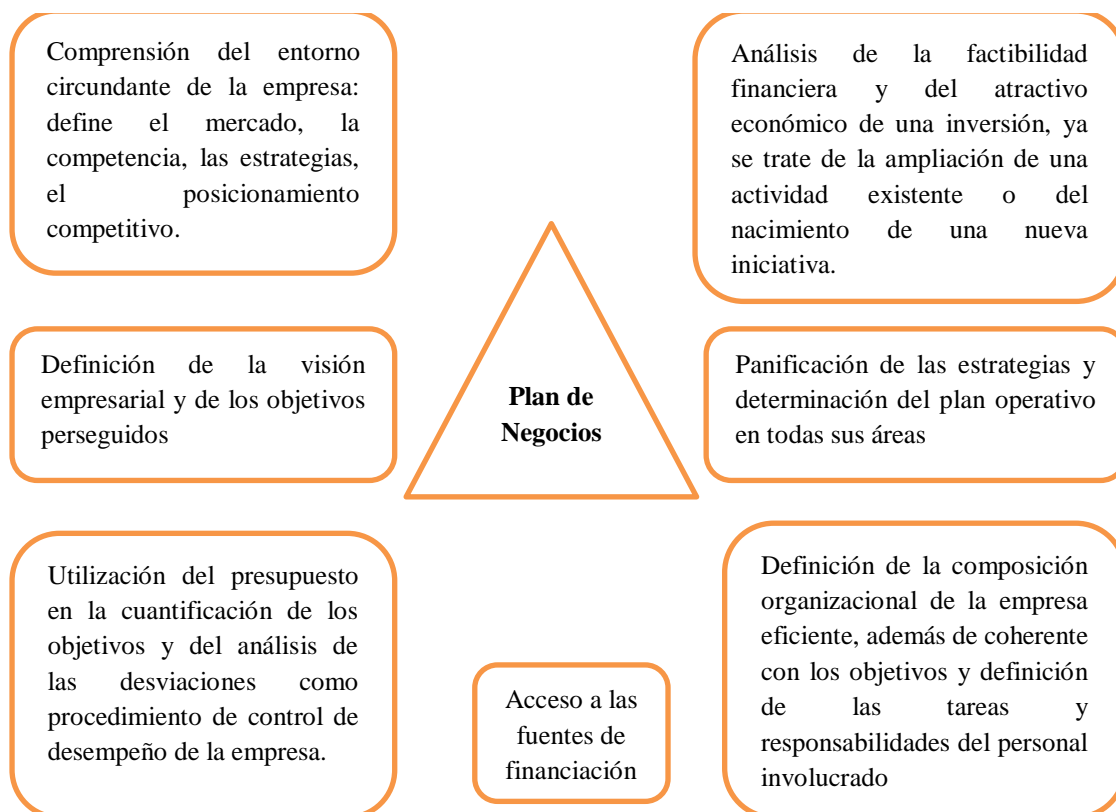 Comprensión del entorno
circundante de la empresa:
define el mercado, la
competencia, las estrategias,
el posicionamiento
competitivo.
Análisis de la factibilidad
financiera y del atractivo
económico de una inversión, ya
se trate de la ampliación de una
actividad existente o del
nacimiento de una nueva
iniciativa.
Definición de la visión
empresarial y de los objetivos
perseguidos
Plan de
Negocios
Panificación de las estrategias y
determinación del plan operativo
en todas sus áreas
Utilización del presupuesto
en la cuantificación de los
objetivos y del análisis de
las desviaciones como
procedimiento de control de
desempeño de la empresa.
Acceso a las
fuentes de
financiación
Definición de la composición
organizacional de la empresa
eficiente, además de coherente
con los objetivos y definición
de las tareas y
responsabilidades del personal
involucrado